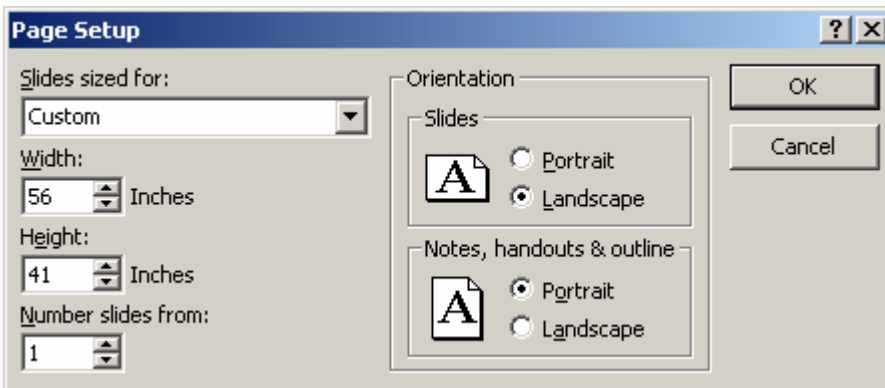 Page Setup
Slides sized for:
Custom
Width:
56 Inches
Height:
41 Inches
Number slides from:
1
Orientation
Slides
A
Portrait
Landscape
Notes, handouts & outline
A
Portrait
Landscape
OK
Cancel